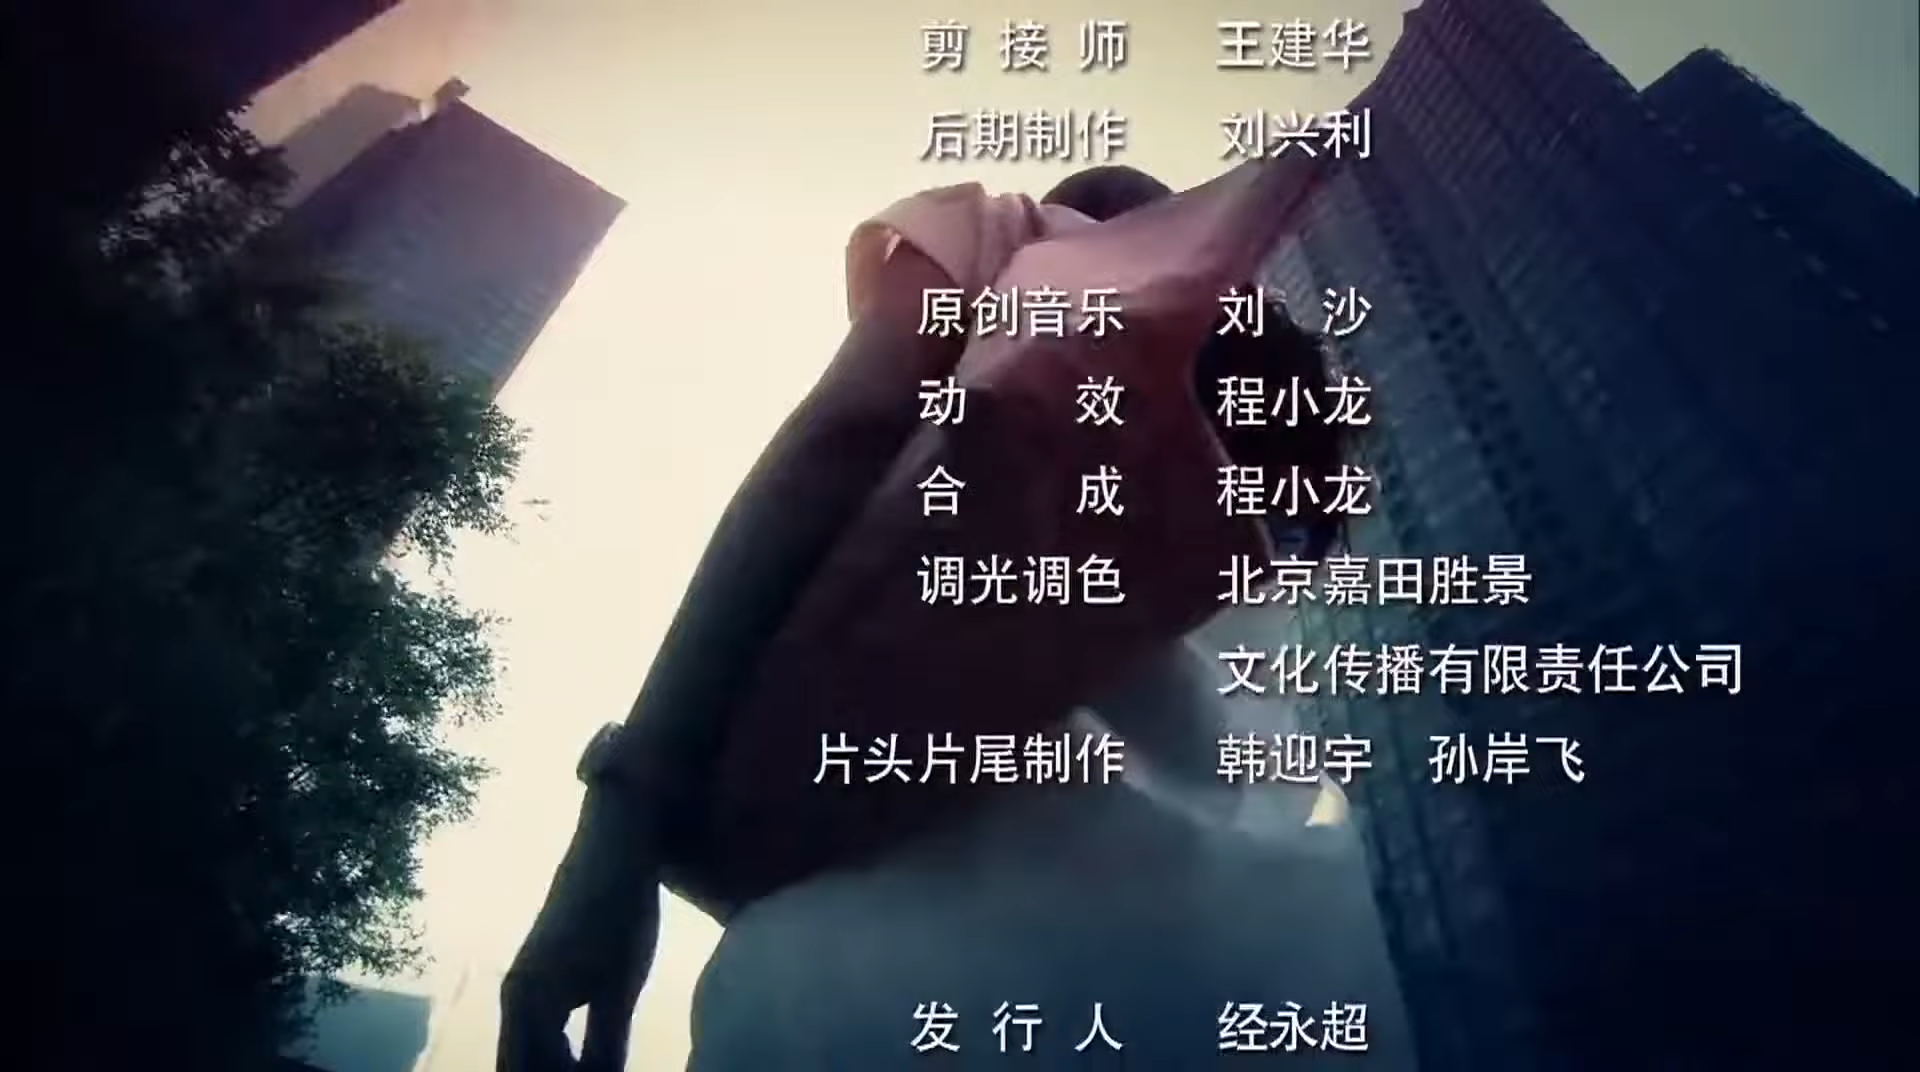 剪接师 王建华
后期制作 刘兴利
原创音乐 刘沙
动效 程小龙
合成 程小龙
调光调色 北京嘉田胜景
文化传播有限责任公司
片头片尾制作 韩迎宇 孙岸飞
发行人 经永超